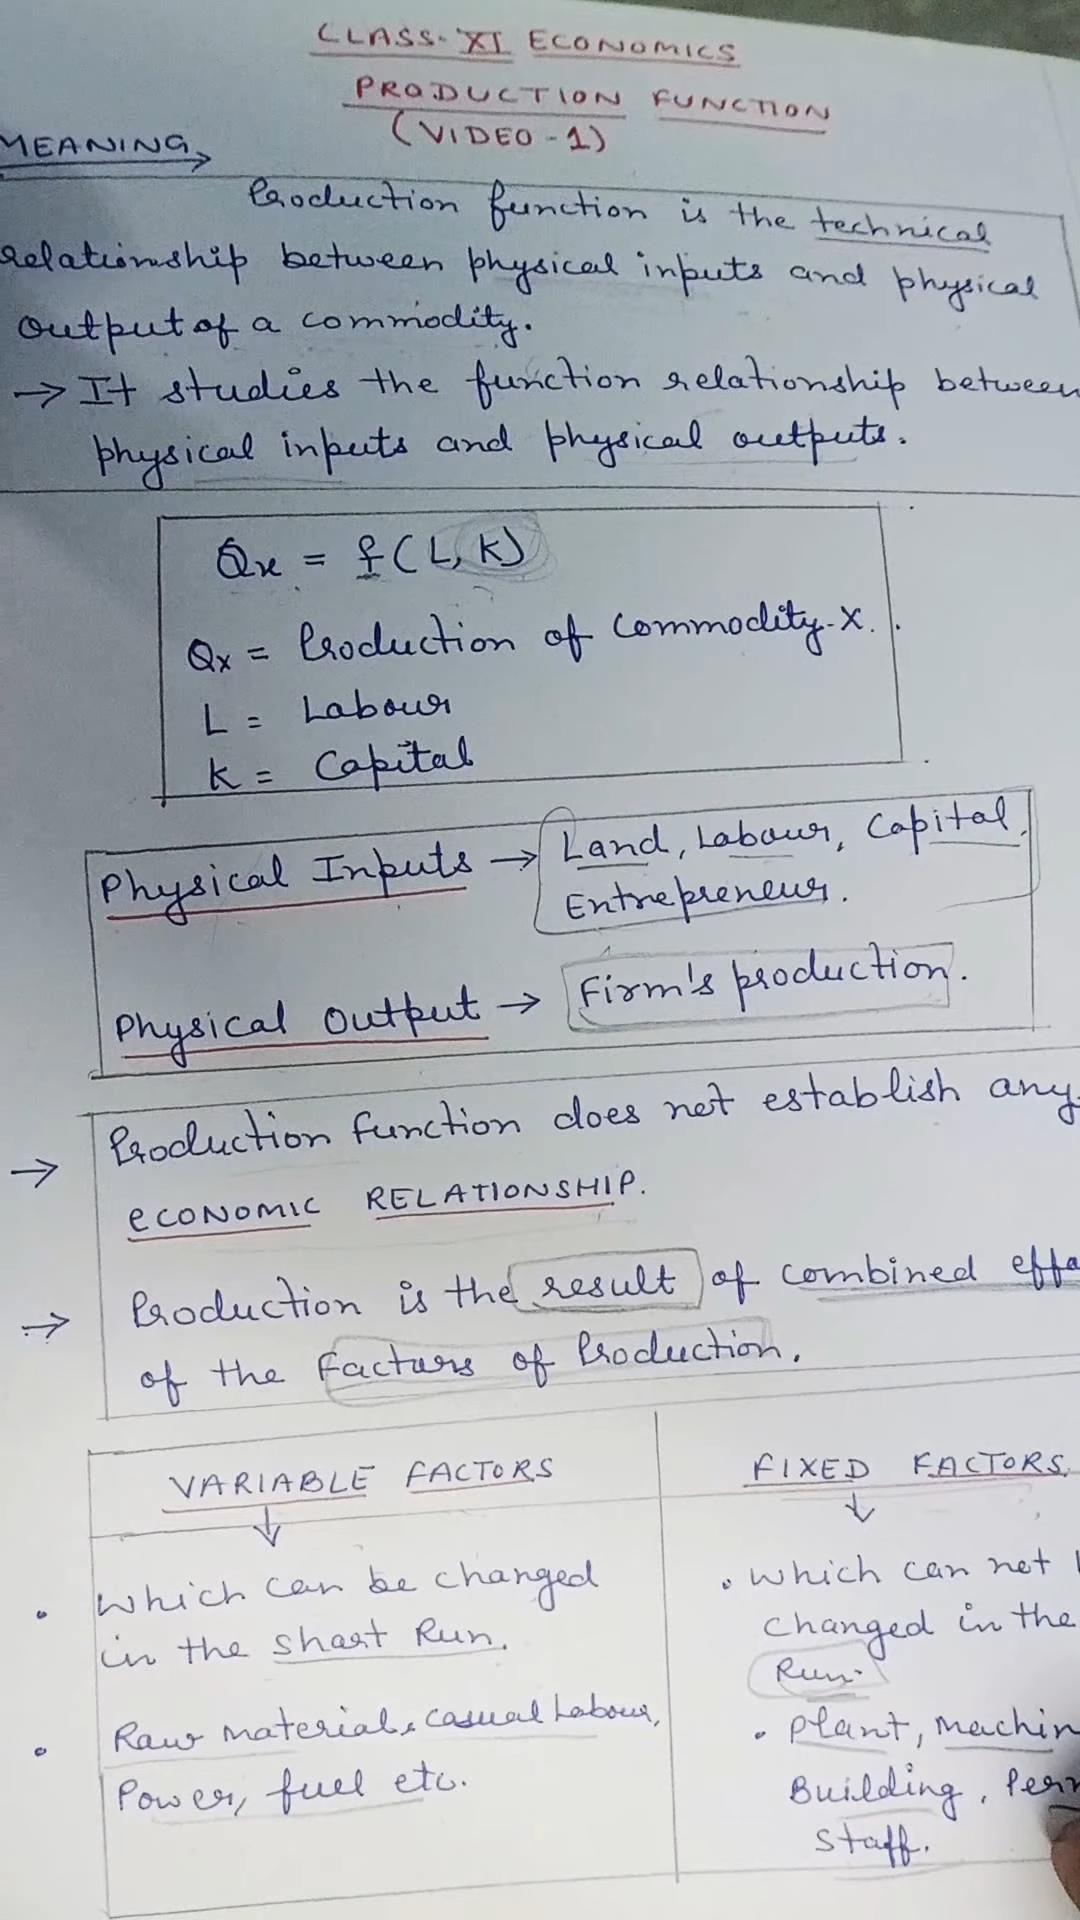 CLASS-XI ECONOMICS
PRODUCTION FUNCTION
(VIDEO-1)
MEANING
Production function is the technical
relationship between physical inputs and physical
output of a commodity.
→ It studies the function relationship between
physical inputs and physical outputs.
Qx = f(L, K)
Qx = Production of Commodity-X.
L = Labour
K = Capital
Physical Inputs → Land, Labour, Capital,
Entrepreneur.
Physical Output → Firm's production.
→ Production function does not establish any
ECONOMIC RELATIONSHIP.
→ Production is the result of combined
of the Factors of Production.
VARIABLE FACTORS
↓
• Which can be changed
in the Short Run.
• Raw material, casual Labour,
Power, fuel etc.
FIXED FACTORS
↓
• Which can not
changed in the
Run.
• Plant, Machin
Building, Per
staff.